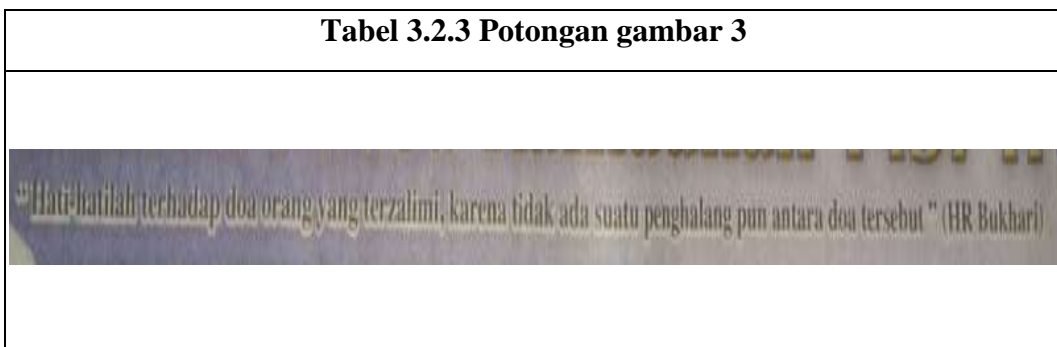 Tabel 3.2.3 Potongan gambar 3
"Hati-hatilah terhadap doa orang yang terzalimi, karena tidak ada suatu penghalang pun antara doa tersebut " (HR Bukhari)